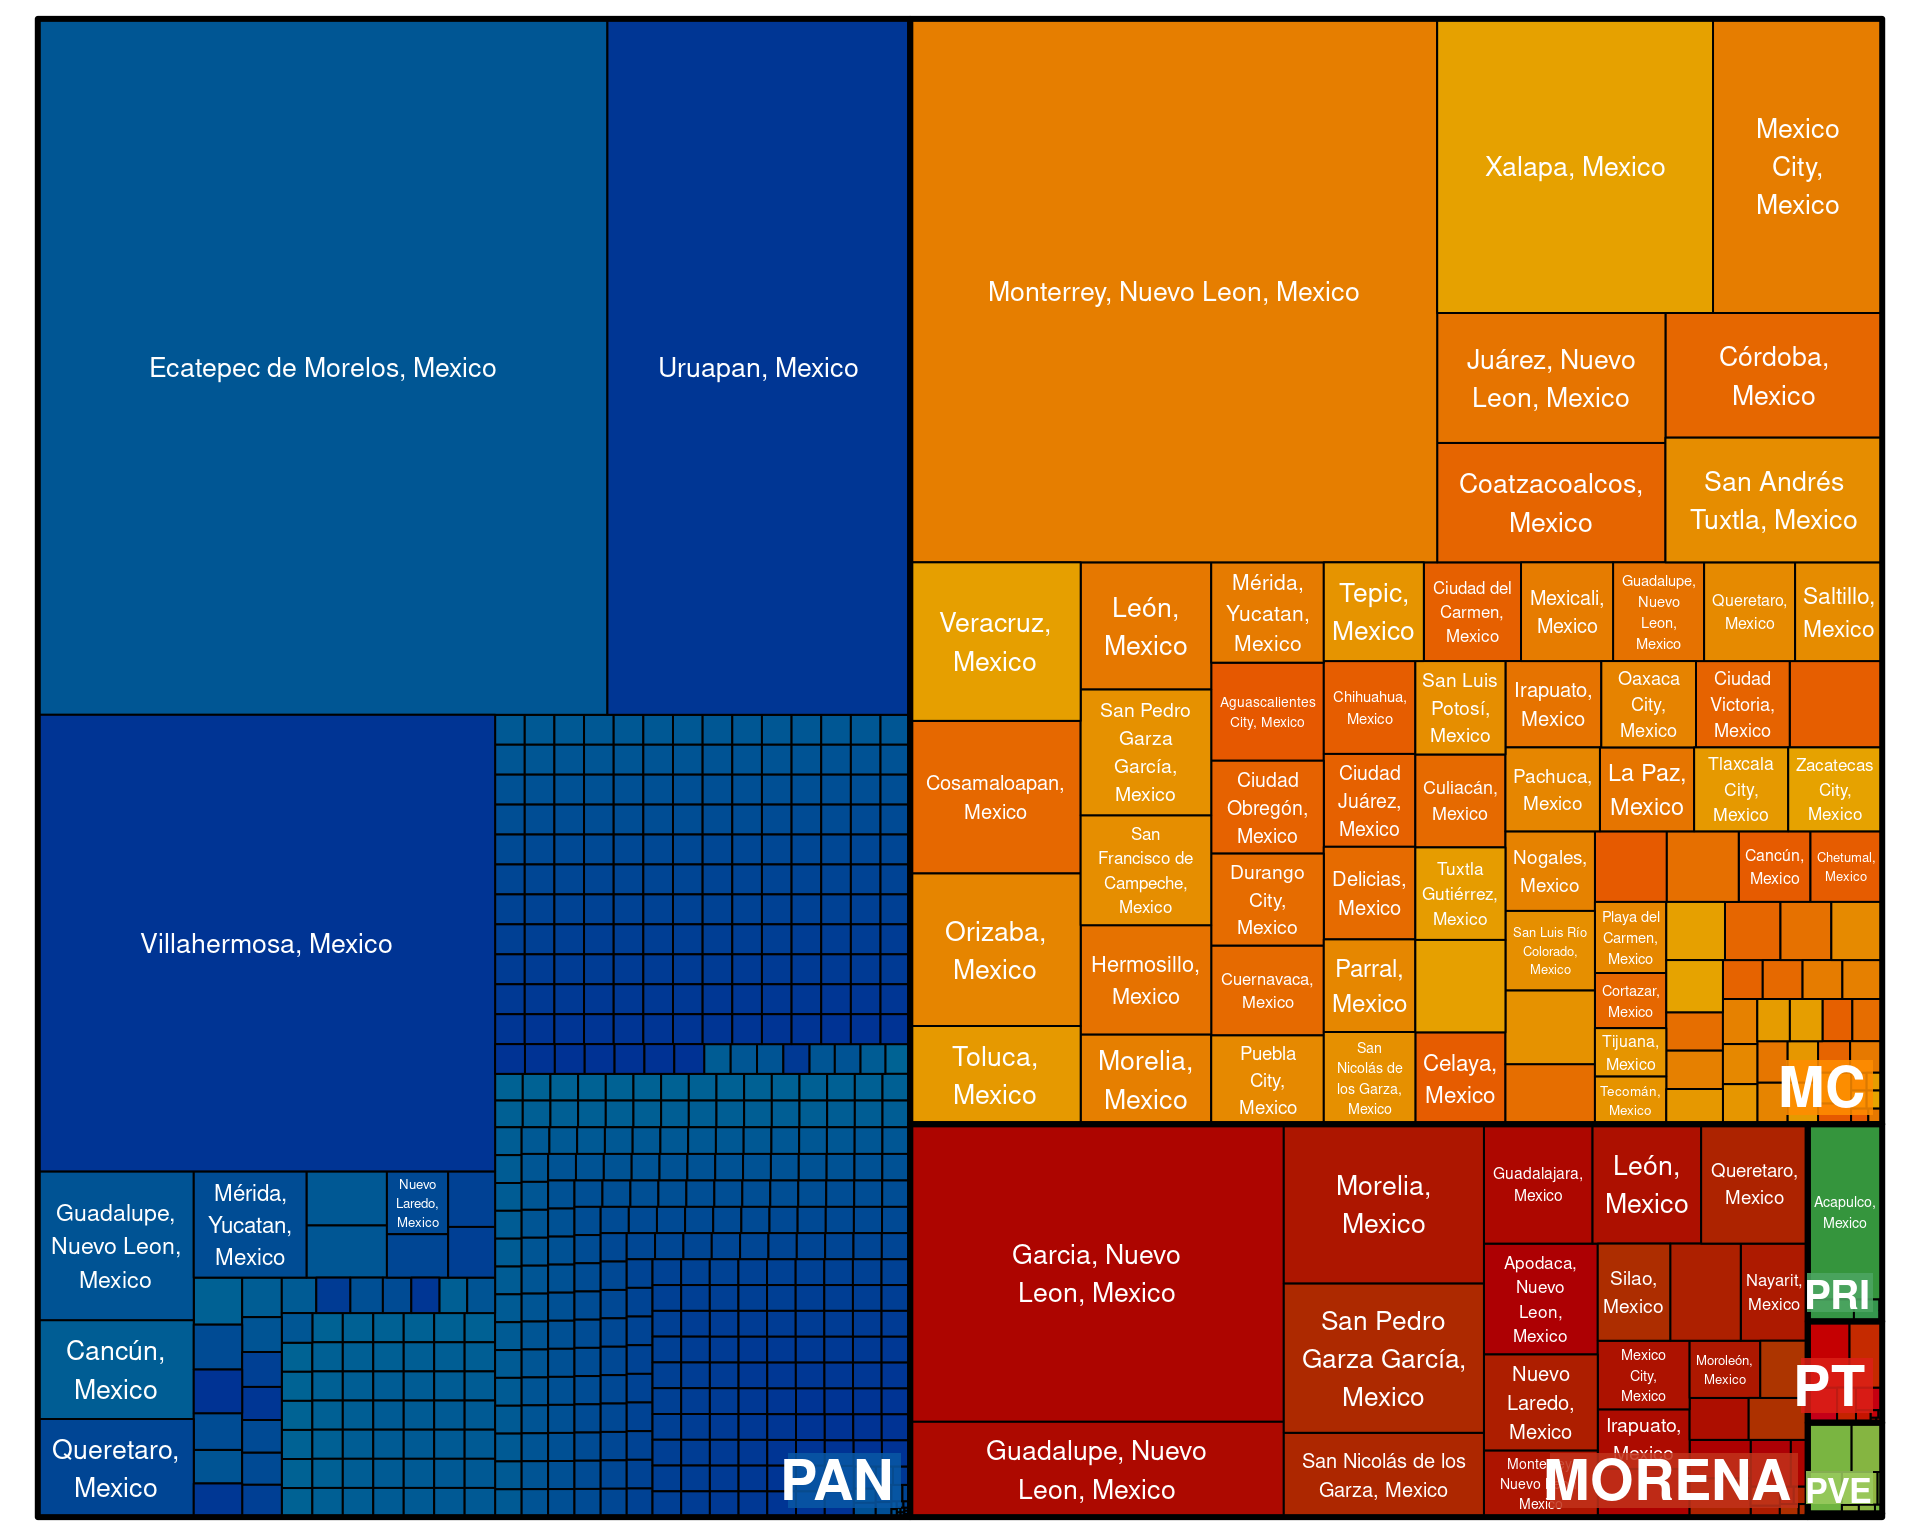 Ecatepec de Morelos, Mexico
Uruapan, Mexico
Villahermosa, Mexico
Guadalupe,
Nuevo Leon,
Mexico
Mérida,
Yucatan,
Mexico
Nuevo
Laredo,
Mexico
Cancún,
Mexico
Queretaro,
Mexico
PAN
Monterrey, Nuevo Leon, Mexico
Xalapa, Mexico
Mexico
City,
Mexico
Juárez, Nuevo
Leon, Mexico
Córdoba,
Mexico
Coatzacoalcos,
Mexico
San Andrés
Tuxtla, Mexico
Veracruz,
Mexico
Cosamaloapan,
Mexico
Orizaba,
Mexico
Toluca,
Mexico
León,
Mexico
San Pedro
Garza
García,
Mexico
San
Francisco de
Campeche,
Mexico
Hermosillo,
Mexico
Morelia,
Mexico
Mérida,
Yucatan,
Mexico
Aguascalientes
City, Mexico
Ciudad
Obregón,
Mexico
Durango
City,
Mexico
Cuernavaca,
Mexico
Puebla
City,
Mexico
Tepic,
Mexico
Ciudad del
Carmen,
Mexico
Mexicali,
Mexico
Guadalupe,
Nuevo
Leon,
Mexico
Queretaro,
Mexico
Saltillo,
Mexico
Chihuahua,
Mexico
Ciudad
Juárez,
Mexico
Delicias,
Mexico
Parral,
Mexico
San
Nicolás de
los Garza,
Mexico
San Luis
Potosí,
Mexico
Culiacán,
Mexico
Tuxtla
Gutiérrez,
Mexico
Celaya,
Mexico
Irapuato,
Mexico
Oaxaca
City,
Mexico
Ciudad
Victoria,
Mexico
Pachuca,
Mexico
La Paz,
Mexico
Tlaxcala
City,
Mexico
Zacatecas
City,
Mexico
Nogales,
Mexico
San Luis Río
Colorado,
Mexico
Cancún,
Mexico
Chetumal,
Mexico
Playa del
Carmen,
Mexico
Cortazar,
Mexico
Tijuana,
Mexico
Tecomán,
Mexico
MC
Garcia, Nuevo
Leon, Mexico
Guadalupe, Nuevo
Leon, Mexico
Morelia,
Mexico
San Pedro
Garza García,
Mexico
San Nicolás de los
Garza, Mexico
Guadalajara,
Mexico
León,
Mexico
Queretaro,
Mexico
Apodaca,
Nuevo
Leon,
Mexico
Silao,
Mexico
Nayarit,
Mexico
Nuevo
Laredo,
Mexico
Mexico
City,
Mexico
Moroleón,
Mexico
Irapuato,
Mexico
Monterrey,
Nuevo
Mexico
MORENA
Acapulco,
Mexico
PRI
PT
PVE